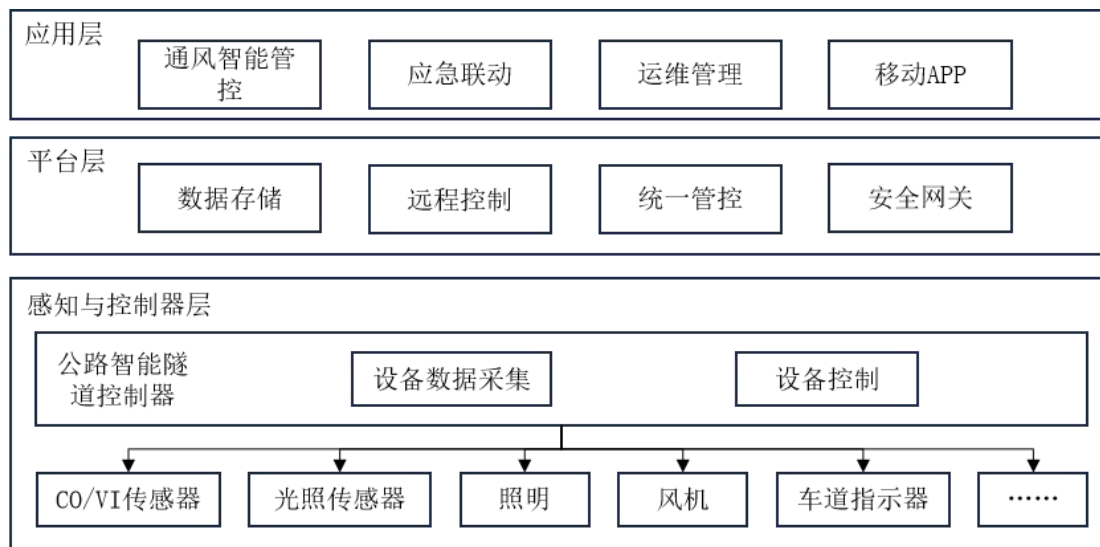 应用层
通风智能管
控
应急联动
运维管理
移动APP
平台层
数据存储
远程控制
统一管控
安全网关
感知与控制器层
公路智能隧
道控制器
设备数据采集
设备控制
CO/VI传感器
光照传感器
照明
风机
车道指示器
……